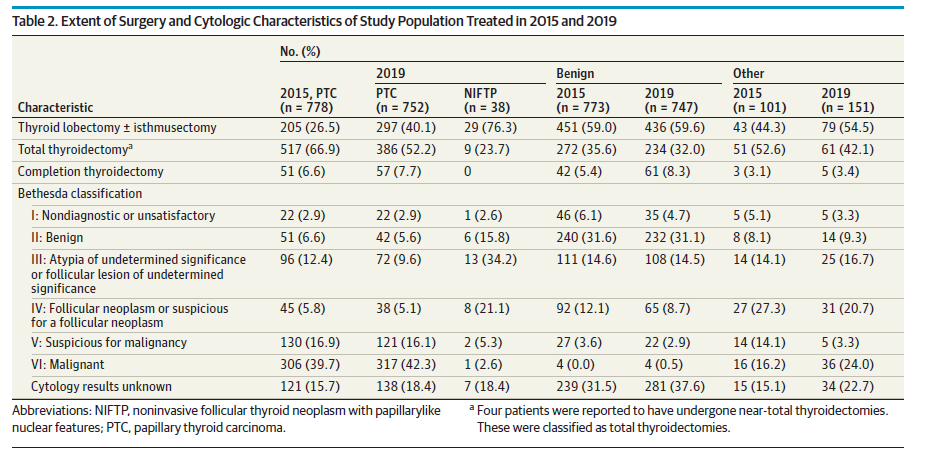 Table 2. Extent of Surgery and Cytologic Characteristics of Study Population Treated in 2015 and 2019
No. (%)
2019 Benign Other
Characteristic 2015, PTC (n = 778) PTC (n = 752) NIFTP (n = 38) 2015 (n = 773) 2019 (n = 747) 2015 (n = 101) 2019 (n = 151)
Thyroid lobectomy ± isthmusectomy 205 (26.5) 297 (40.1) 29 (76.3) 451 (59.0) 436 (59.6) 43 (44.3) 79 (54.5)
Total thyroidectomyª 517 (66.9) 386 (52.2) 9 (23.7) 272 (35.6) 234 (32.0) 51 (52.6) 61 (42.1)
Completion thyroidectomy 51 (6.6) 57 (7.7) 0 42 (5.4) 61 (8.3) 3 (3.1) 5 (3.4)
Bethesda classification
I: Nondiagnostic or unsatisfactory 22 (2.9) 22 (2.9) 1 (2.6) 46 (6.1) 35 (4.7) 5 (5.1) 5 (3.3)
II: Benign 51 (6.6) 42 (5.6) 6 (15.8) 240 (31.6) 232 (31.1) 8 (8.1) 14 (9.3)
III: Atypia of undetermined significance 96 (12.4) 72 (9.6) 13 (34.2) 111 (14.6) 108 (14.5) 14 (14.1) 25 (16.7)
or follicular lesion of undetermined
significance
IV: Follicular neoplasm or suspicious 45 (5.8) 38 (5.1) 8 (21.1) 92 (12.1) 65 (8.7) 27 (27.3) 31 (20.7)
for a follicular neoplasm
V: Suspicious for malignancy 130 (16.9) 121 (16.1) 2 (5.3) 27 (3.6) 22 (2.9) 14 (14.1) 5 (3.3)
VI: Malignant 306 (39.7) 317 (42.3) 1 (2.6) 4 (0.0) 4 (0.5) 16 (16.2) 36 (24.0)
Cytology results unknown 121 (15.7) 138 (18.4) 7 (18.4) 239 (31.5) 281 (37.6) 15 (15.1) 34 (22.7)
Abbreviations: NIFTP, noninvasive follicular thyroid neoplasm with papillarylike
nuclear features; PTC, papillary thyroid carcinoma.
ª Four patients were reported to have undergone near-total thyroidectomies.
These were classified as total thyroidectomies.